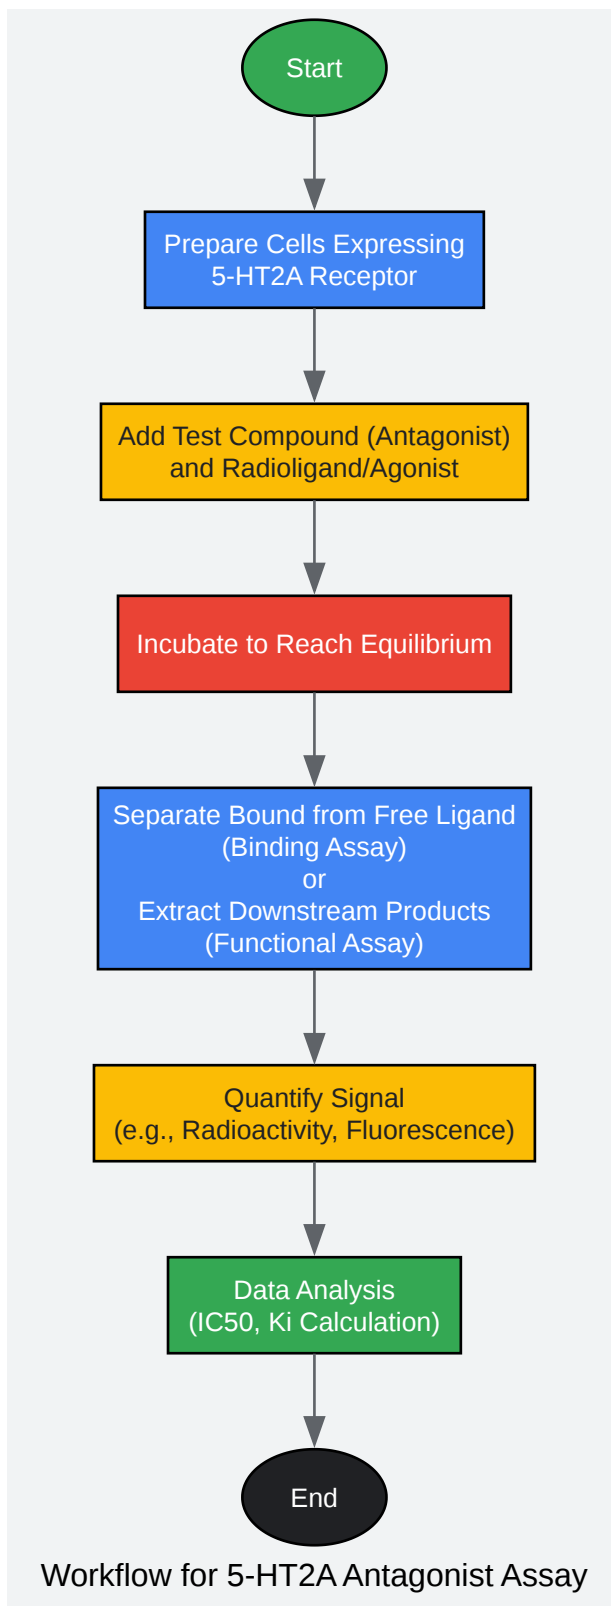 Start
Prepare Cells Expressing
5-HT2A Receptor
Add Test Compound (Antagonist)
and Radioligand/Agonist
Incubate to Reach Equilibrium
Separate Bound from Free Ligand
(Binding Assay)
or
Extract Downstream Products
(Functional Assay)
Quantify Signal
(e.g., Radioactivity, Fluorescence)
Data Analysis
(IC50, Ki Calculation)
End
Workflow for 5-HT2A Antagonist Assay